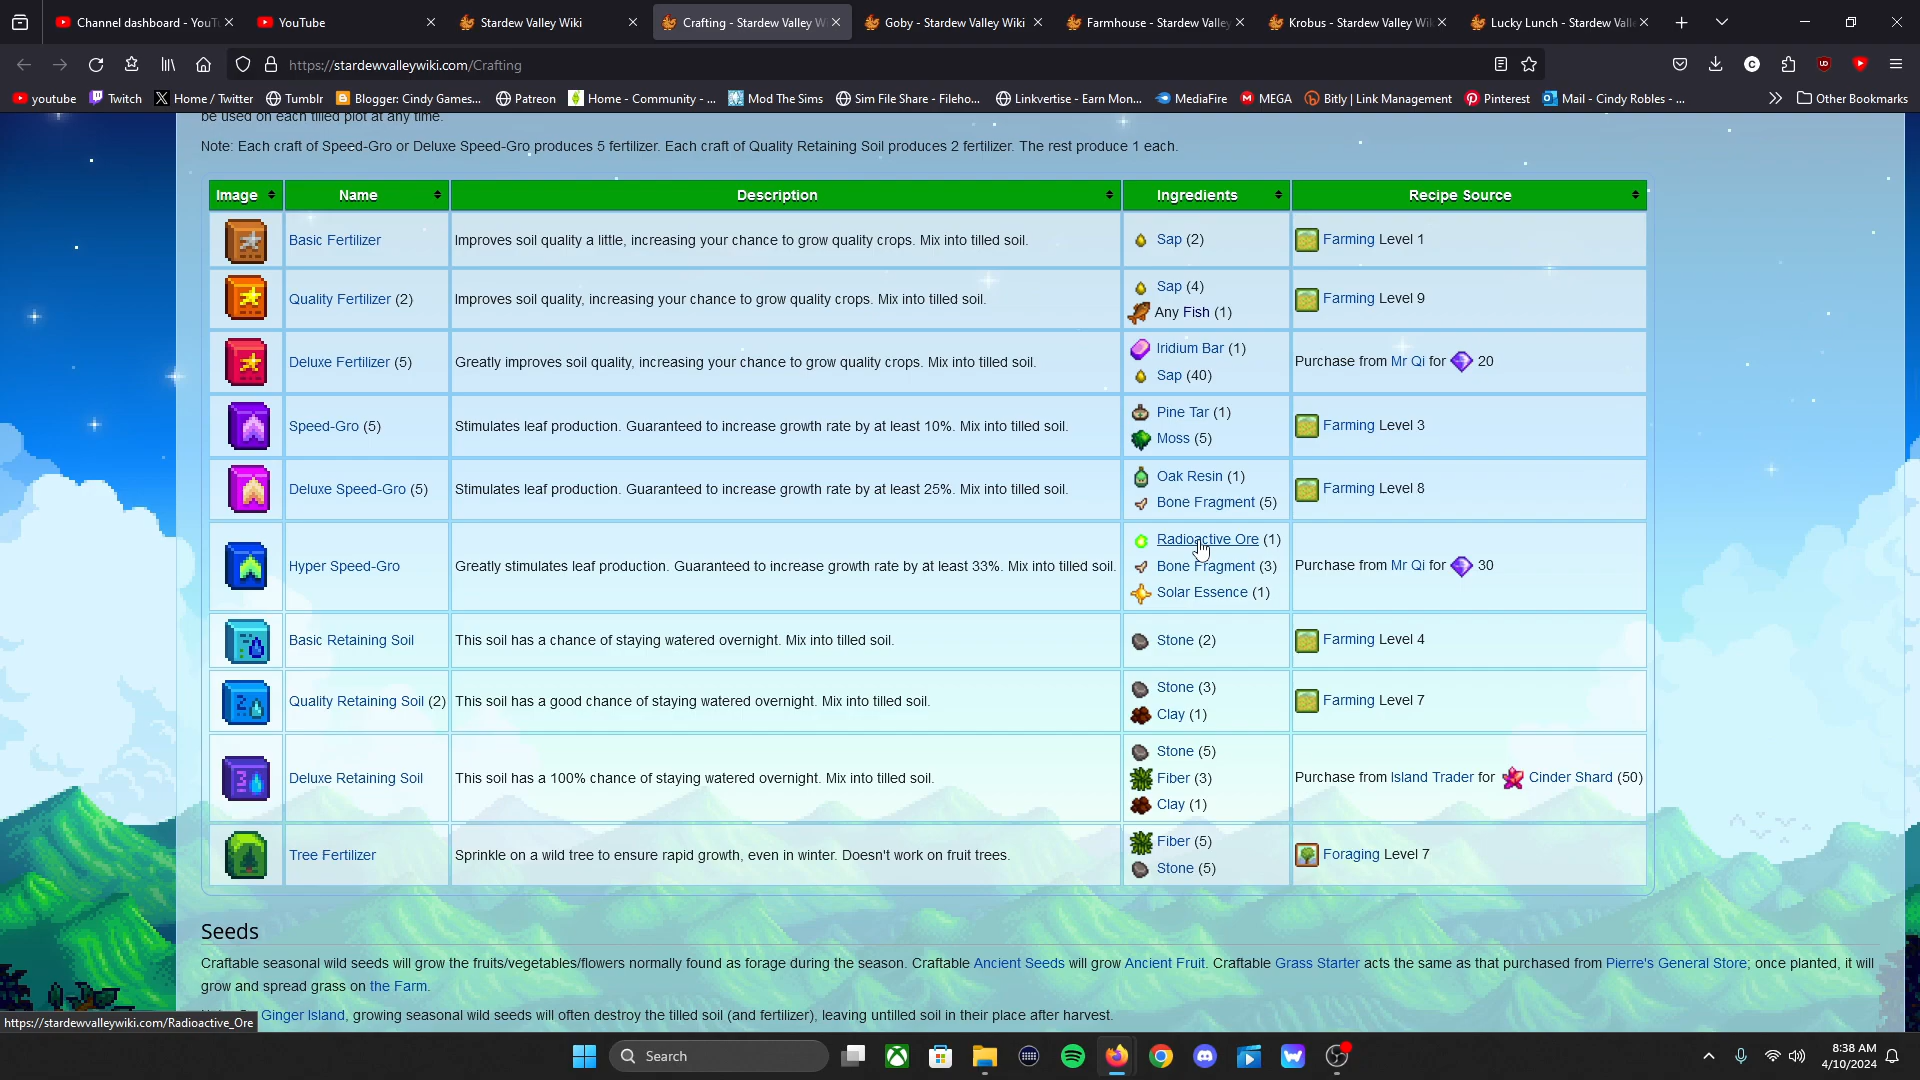 Channel dashboard - YouT
YouTube
Stardew Valley Wiki
Crafting - Stardew Valley W
Goby - Stardew Valley Wiki
Farmhouse - Stardew Valley
Krobus - Stardew Valley Wi
Lucky Lunch - Stardew Vall
https://stardewvalleywiki.com/Crafting
youtube Twitch Home / Twitter Tumblr Blogger: Cindy Games... Patreon Home - Community - ... Mod The Sims Sim File Share - Fileho... Linkvertise - Earn Mon... MediaFire MEGA Bitly | Link Management Pinterest Mail - Cindy Robles - ... Other Bookmarks
be used on each tilled plot at any time.
Note: Each craft of Speed-Gro or Deluxe Speed-Gro produces 5 fertilizer. Each craft of Quality Retaining Soil produces 2 fertilizer. The rest produce 1 each.
Image Name Description Ingredients Recipe Source
Basic Fertilizer Improves soil quality a little, increasing your chance to grow quality crops. Mix into tilled soil. Sap (2) Farming Level 1
Quality Fertilizer (2) Improves soil quality, increasing your chance to grow quality crops. Mix into tilled soil. Sap (4)
Any Fish (1) Farming Level 9
Deluxe Fertilizer (5) Greatly improves soil quality, increasing your chance to grow quality crops. Mix into tilled soil. Iridium Bar (1)
Sap (40) Purchase from Mr Qi for 20
Speed-Gro (5) Stimulates leaf production. Guaranteed to increase growth rate by at least 10%. Mix into tilled soil. Pine Tar (1)
Moss (5) Farming Level 3
Deluxe Speed-Gro (5) Stimulates leaf production. Guaranteed to increase growth rate by at least 25%. Mix into tilled soil. Oak Resin (1)
Bone Fragment (5) Farming Level 8
Hyper Speed-Gro Greatly stimulates leaf production. Guaranteed to increase growth rate by at least 33%. Mix into tilled soil. Radioactive Ore (1)
Bone Fragment (3)
Solar Essence (1) Purchase from Mr Qi for 30
Basic Retaining Soil This soil has a chance of staying watered overnight. Mix into tilled soil. Stone (2) Farming Level 4
Quality Retaining Soil (2) This soil has a good chance of staying watered overnight. Mix into tilled soil. Stone (3)
Clay (1) Farming Level 7
Deluxe Retaining Soil This soil has a 100% chance of staying watered overnight. Mix into tilled soil. Stone (5)
Fiber (3)
Clay (1) Purchase from Island Trader for Cinder Shard (50)
Tree Fertilizer Sprinkle on a wild tree to ensure rapid growth, even in winter. Doesn't work on fruit trees. Fiber (5)
Stone (5) Foraging Level 7
Seeds
Craftable seasonal wild seeds will grow the fruits/vegetables/flowers normally found as forage during the season. Craftable Ancient Seeds will grow Ancient Fruit. Craftable Grass Starter acts the same as that purchased from Pierre's General Store; once planted, it will
grow and spread grass on the Farm.
Ginger Island, growing seasonal wild seeds will often destroy the tilled soil (and fertilizer), leaving untilled soil in their place after harvest.
https://stardewvalleywiki.com/Radioactive_Ore
Search
8:38 AM
4/10/2024